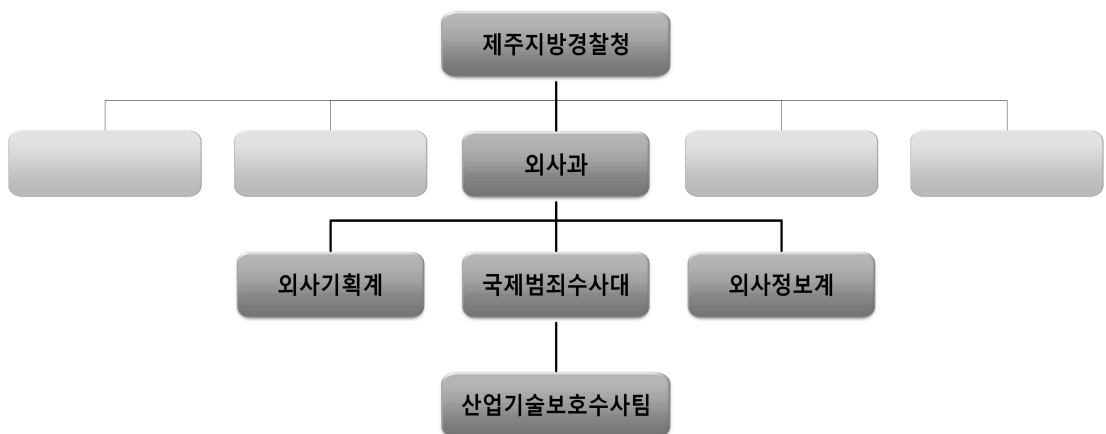 제주지방경찰청
외사과
외사기획계
국제범죄수사대
외사정보계
산업기술보호수사팀